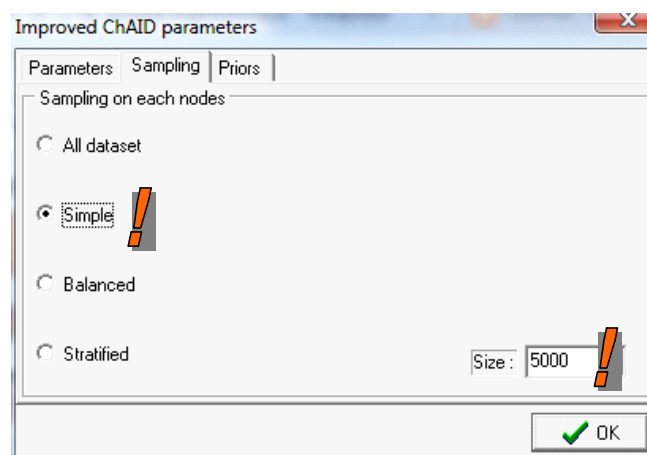 Improved ChAID parameters
Parameters Sampling Priors
Sampling on each nodes
All dataset
Simple
Balanced
Stratified
Size : 5000
OK